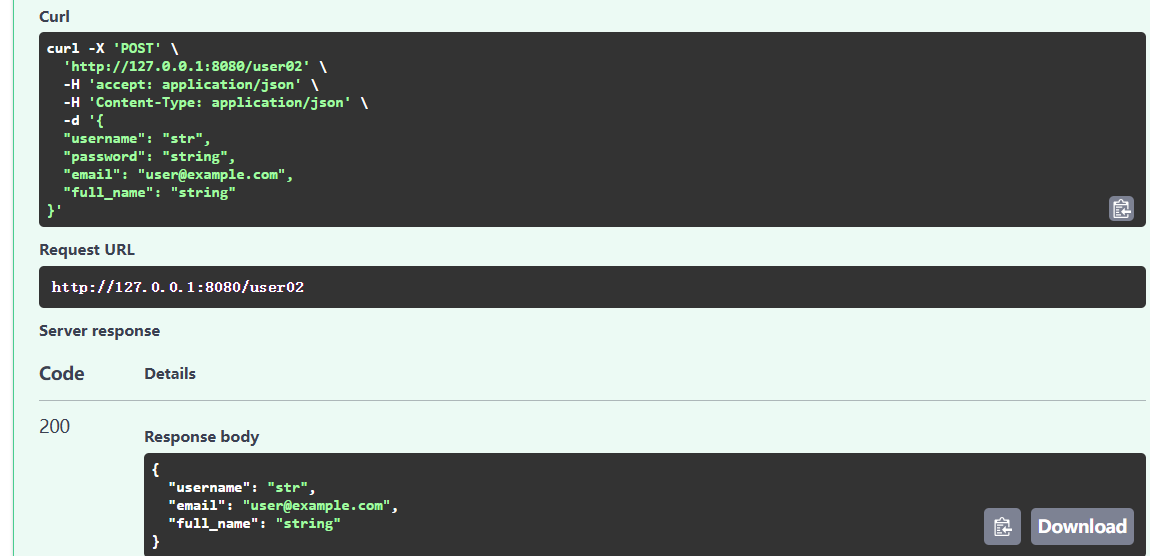 Curl
curl -X 'POST' \
  'http://127.0.0.1:8080/user02' \
  -H 'accept: application/json' \
  -H 'Content-Type: application/json' \
  -d '{
  "username": "str",
  "password": "string",
  "email": "user@example.com",
  "full_name": "string"
}'
Request URL
http://127.0.0.1:8080/user02
Server response
Code Details
200
Response body
{
  "username": "str",
  "email": "user@example.com",
  "full_name": "string"
}
Download